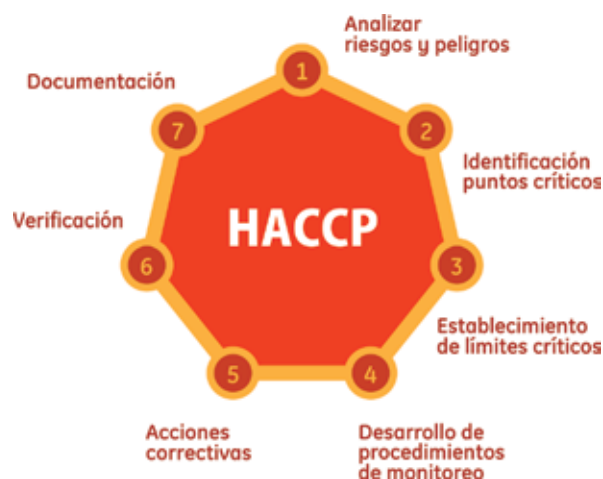 1
Analizar
riesgos y peligros
2
Identificación
puntos críticos
3
Establecimiento
de límites críticos
4
Desarrollo de
procedimientos
de monitoreo
5
Acciones
correctivas
6
Verificación
7
Documentación
HACCP